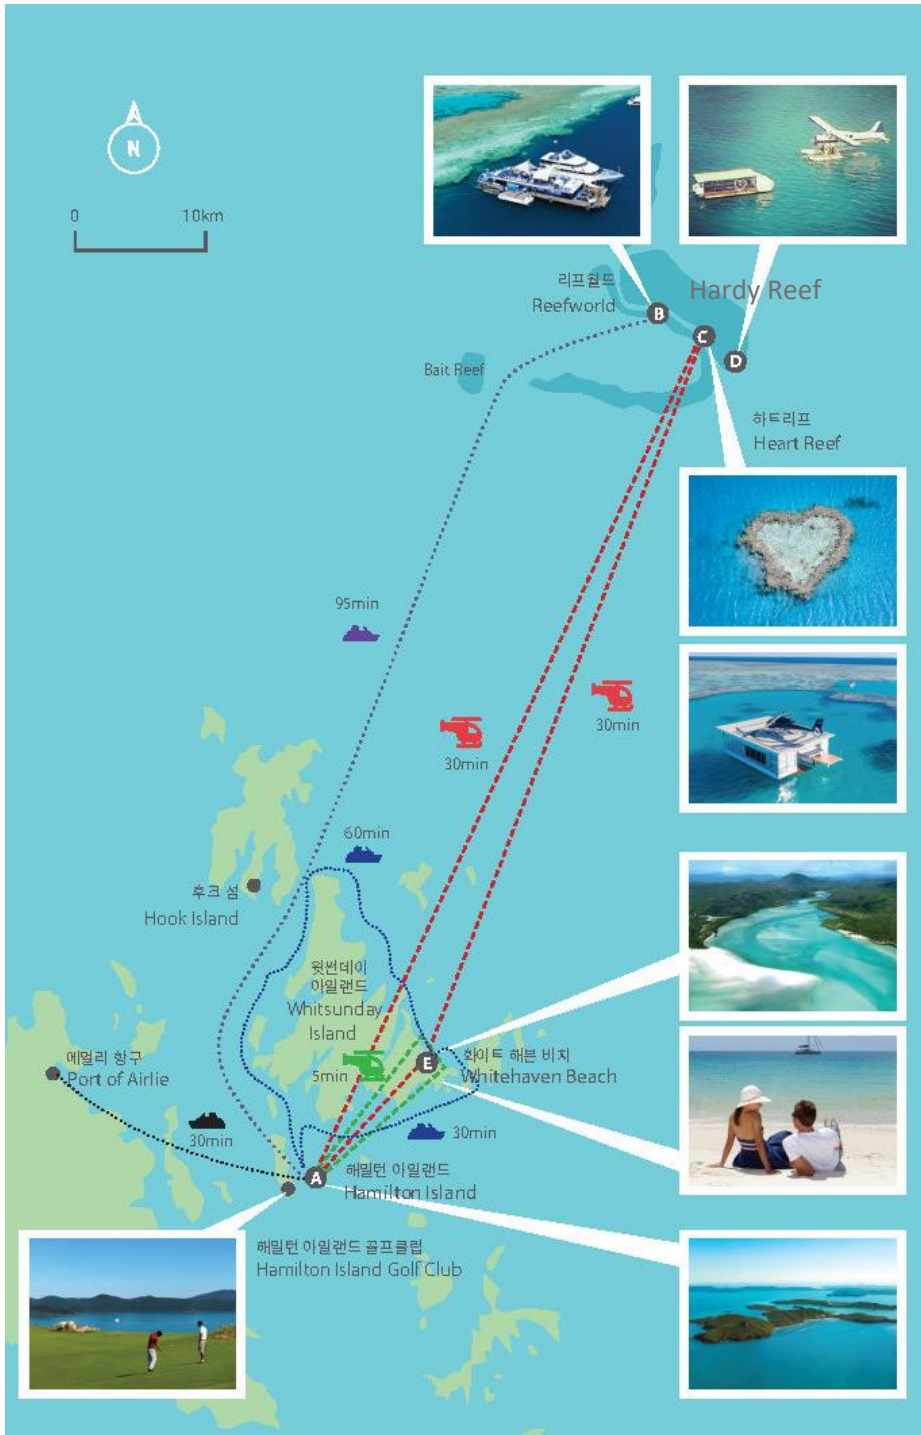 N
0 10km
리프월드
Reefworld
Hardy Reef
B
C
D
Bait Reef
하트리프
Heart Reef
95min
30min
30min
60min
후크 섬
Hook Island
윗썬데이
아일랜드
Whitsunday
Island
5min
E
화이트 해븐 비치
Whitehaven Beach
에멀리 항구
Port of Airlie
30min
30min
A
해밀턴 아일랜드
Hamilton Island
해밀턴 아일랜드 골프클럽
Hamilton Island Golf Club